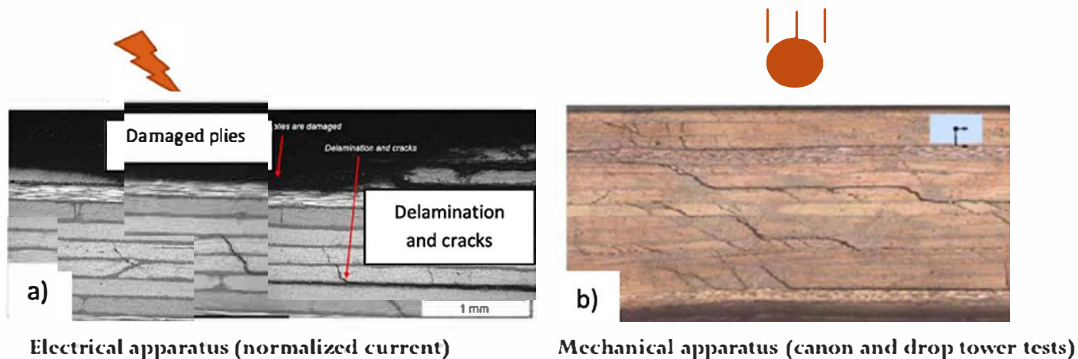 Damaged plies
plies are damaged
Delamination and cracks
Delamination
and cracks
a)
1 mm
b)
Electrical apparatus (normalized current)
Mechanical apparatus (canon and drop tower tests)